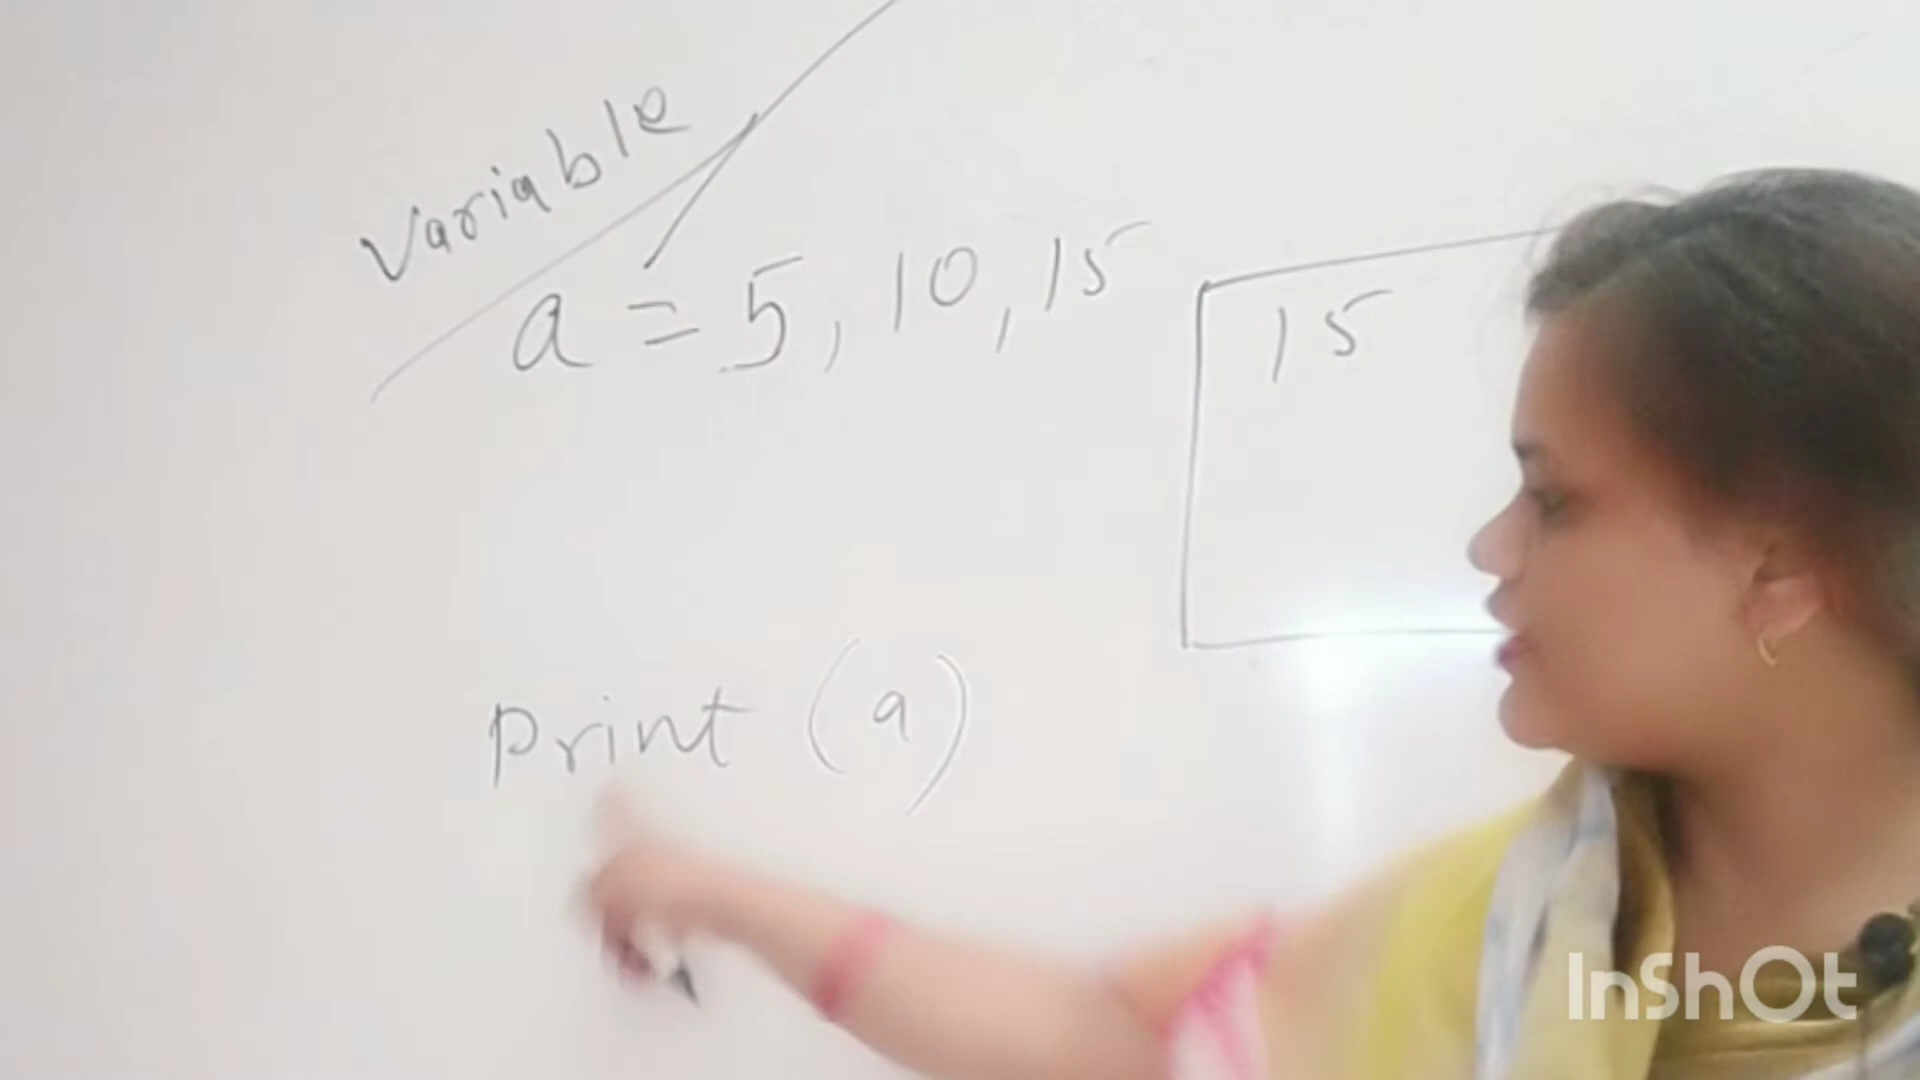 Variable
a = 5, 10, 15
15
Print (a)
InShOt